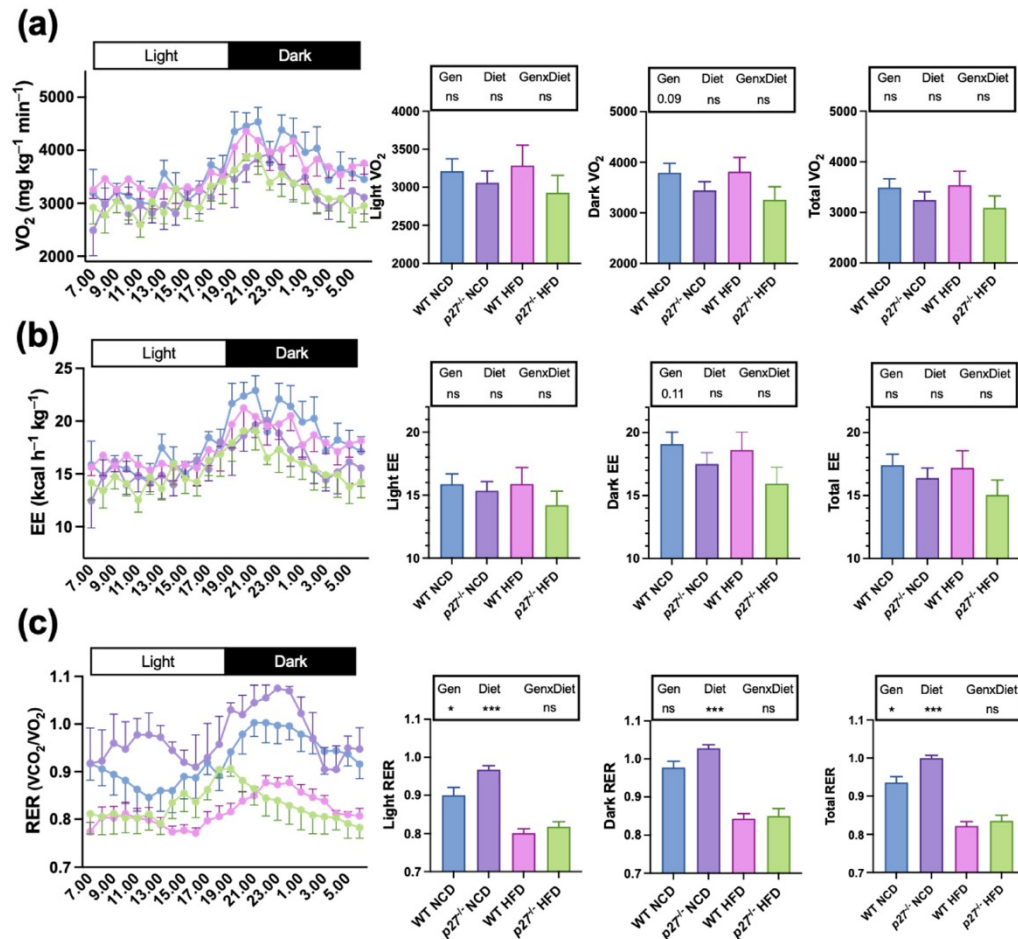 (a)
Light Dark
VO₂ (mg kg⁻¹ min⁻¹)
5000
4000
3000
2000
7.00 9.00 11.00 13.00 15.00 17.00 19.00 21.00 23.00 1.00 3.00 5.00
Gen Diet GenxDiet
ns ns ns
Light VO₂
4000
3500
3000
2500
2000
WT NCD p27⁻/⁻ NCD WT HFD p27⁻/⁻ HFD
Gen Diet GenxDiet
0.09 ns ns
Dark VO₂
5000
4000
3000
2000
WT NCD p27⁻/⁻ NCD WT HFD p27⁻/⁻ HFD
Gen Diet GenxDiet
ns ns ns
Total VO₂
5000
4000
3000
2000
WT NCD p27⁻/⁻ NCD WT HFD p27⁻/⁻ HFD
(b)
Light Dark
EE (kcal h⁻¹ kg⁻¹)
25
20
15
10
7.00 9.00 11.00 13.00 15.00 17.00 19.00 21.00 23.00 1.00 3.00 5.00
Gen Diet GenxDiet
ns ns ns
Light EE
20
15
10
WT NCD p27⁻/⁻ NCD WT HFD p27⁻/⁻ HFD
Gen Diet GenxDiet
0.11 ns ns
Dark EE
20
15
10
WT NCD p27⁻/⁻ NCD WT HFD p27⁻/⁻ HFD
Gen Diet GenxDiet
ns ns ns
Total EE
20
15
10
WT NCD p27⁻/⁻ NCD WT HFD p27⁻/⁻ HFD
(c)
Light Dark
RER (VCO₂/VO₂)
1.1
1.0
0.9
0.8
0.7
7.00 9.00 11.00 13.00 15.00 17.00 19.00 21.00 23.00 1.00 3.00 5.00
Gen Diet GenxDiet
* *** ns
Light RER
1.1
1.0
0.9
0.8
0.7
WT NCD p27⁻/⁻ NCD WT HFD p27⁻/⁻ HFD
Gen Diet GenxDiet
ns *** ns
Dark RER
1.1
1.0
0.9
0.8
0.7
WT NCD p27⁻/⁻ NCD WT HFD p27⁻/⁻ HFD
Gen Diet GenxDiet
* *** ns
Total RER
1.1
1.0
0.9
0.8
0.7
WT NCD p27⁻/⁻ NCD WT HFD p27⁻/⁻ HFD